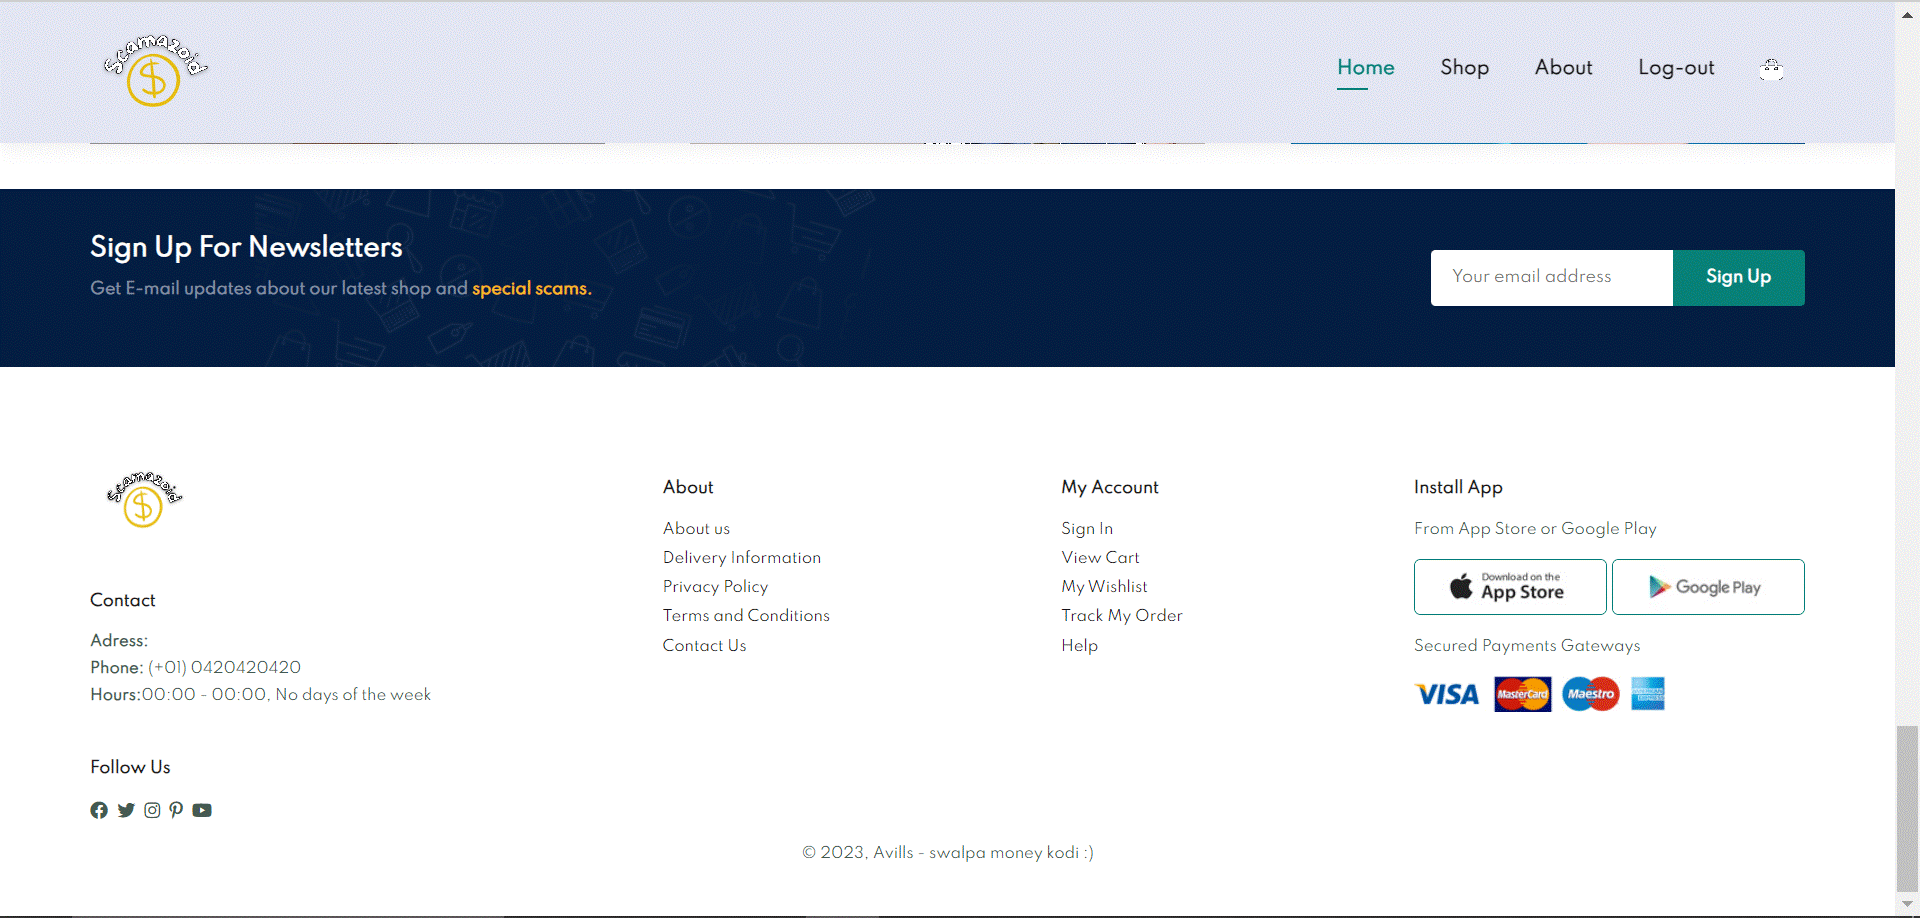 Scamazoid
Home Shop About Log-out
Sign Up For Newsletters
Get E-mail updates about our latest shop and special scams.
Your email address Sign Up
Scamazoid
Contact
Adress:
Phone: (+01) 0420420420
Hours:00:00 - 00:00, No days of the week
Follow Us
About
About us
Delivery Information
Privacy Policy
Terms and Conditions
Contact Us
My Account
Sign In
View Cart
My Wishlist
Track My Order
Help
Install App
From App Store or Google Play
Download on the
App Store
Google Play
Secured Payments Gateways
VISA MasterCard Maestro AMERICAN EXPRESS
© 2023, Avills - swalpa money kodi :)